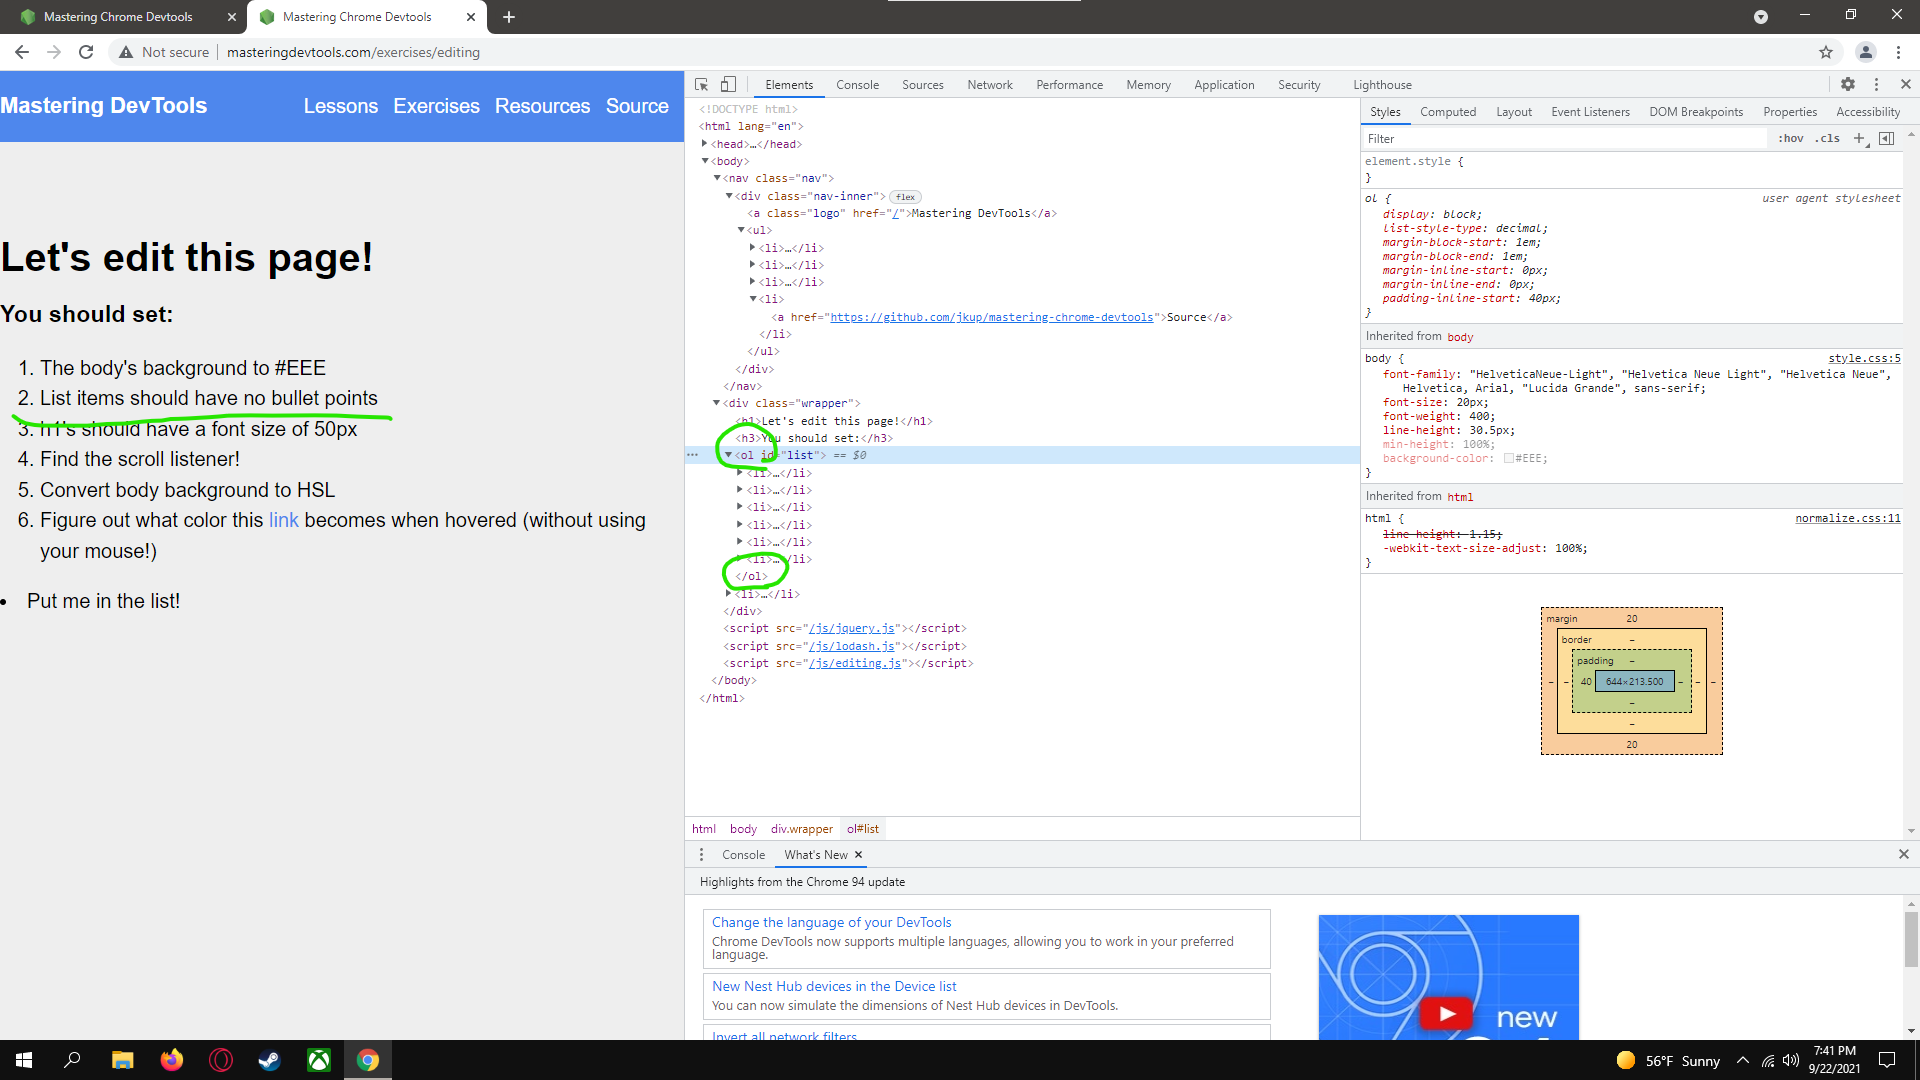 Mastering Chrome Devtools
Mastering Chrome Devtools
Not secure
masteringdevtools.com/exercises/editing
Mastering DevTools
Lessons Exercises Resources Source
Let's edit this page!
You should set:
1. The body's background to #EEE
2. List items should have no bullet points
3. h1's should have a font size of 50px
4. Find the scroll listener!
5. Convert body background to HSL
6. Figure out what color this link becomes when hovered (without using
your mouse!)
• Put me in the list!
Elements Console Sources Network Performance Memory Application Security Lighthouse
<!DOCTYPE html>
<html lang="en">
<head>…</head>
<body>
<nav class="nav">
<div class="nav-inner"> flex
<a class="logo" href="/">Mastering DevTools</a>
<ul>
<li>…</li>
<li>…</li>
<li>…</li>
<li>
<a href="https://github.com/jkup/mastering-chrome-devtools">Source</a>
</li>
</ul>
</div>
</nav>
<div class="wrapper">
<h1>Let's edit this page!</h1>
<h3>You should set:</h3>
<ol id="list"> == $0
<li>…</li>
<li>…</li>
<li>…</li>
<li>…</li>
<li>…</li>
<li>…</li>
</ol>
<li>…</li>
</div>
<script src="/js/jquery.js"></script>
<script src="/js/lodash.js"></script>
<script src="/js/editing.js"></script>
</body>
</html>
html body div.wrapper ol#list
Styles Computed Layout Event Listeners DOM Breakpoints Properties Accessibility
Filter
:hov .cls
element.style {
}
ol { user agent stylesheet
display: block;
list-style-type: decimal;
margin-block-start: 1em;
margin-block-end: 1em;
margin-inline-start: 0px;
margin-inline-end: 0px;
padding-inline-start: 40px;
}
Inherited from body
body { style.css:5
font-family: "HelveticaNeue-Light", "Helvetica Neue Light", "Helvetica Neue",
Helvetica, Arial, "Lucida Grande", sans-serif;
font-size: 20px;
font-weight: 400;
line-height: 30.5px;
min-height: 100%;
background-color: #EEE;
}
Inherited from html
html { normalize.css:11
line-height: 1.15;
-webkit-text-size-adjust: 100%;
}
margin 20
border –
padding –
– – 40 644×213.500 – – –
–
–
20
Console What's New
Highlights from the Chrome 94 update
Change the language of your DevTools
Chrome DevTools now supports multiple languages, allowing you to work in your preferred
language.
New Nest Hub devices in the Device list
You can now simulate the dimensions of Nest Hub devices in DevTools.
Invert all network filters
new
56°F Sunny
7:41 PM
9/22/2021